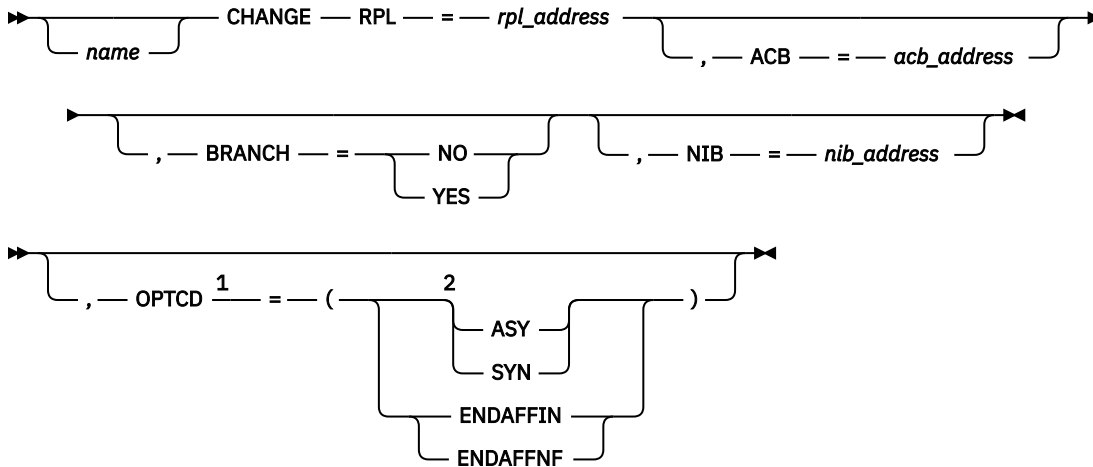 CHANGE RPL = rpl_address
name
, ACB = acb_address
, BRANCH = NO
YES
, NIB = nib_address
, OPTCD 1 = ( 2 )
ASY
SYN
ENDAFFIN
ENDAFFNF